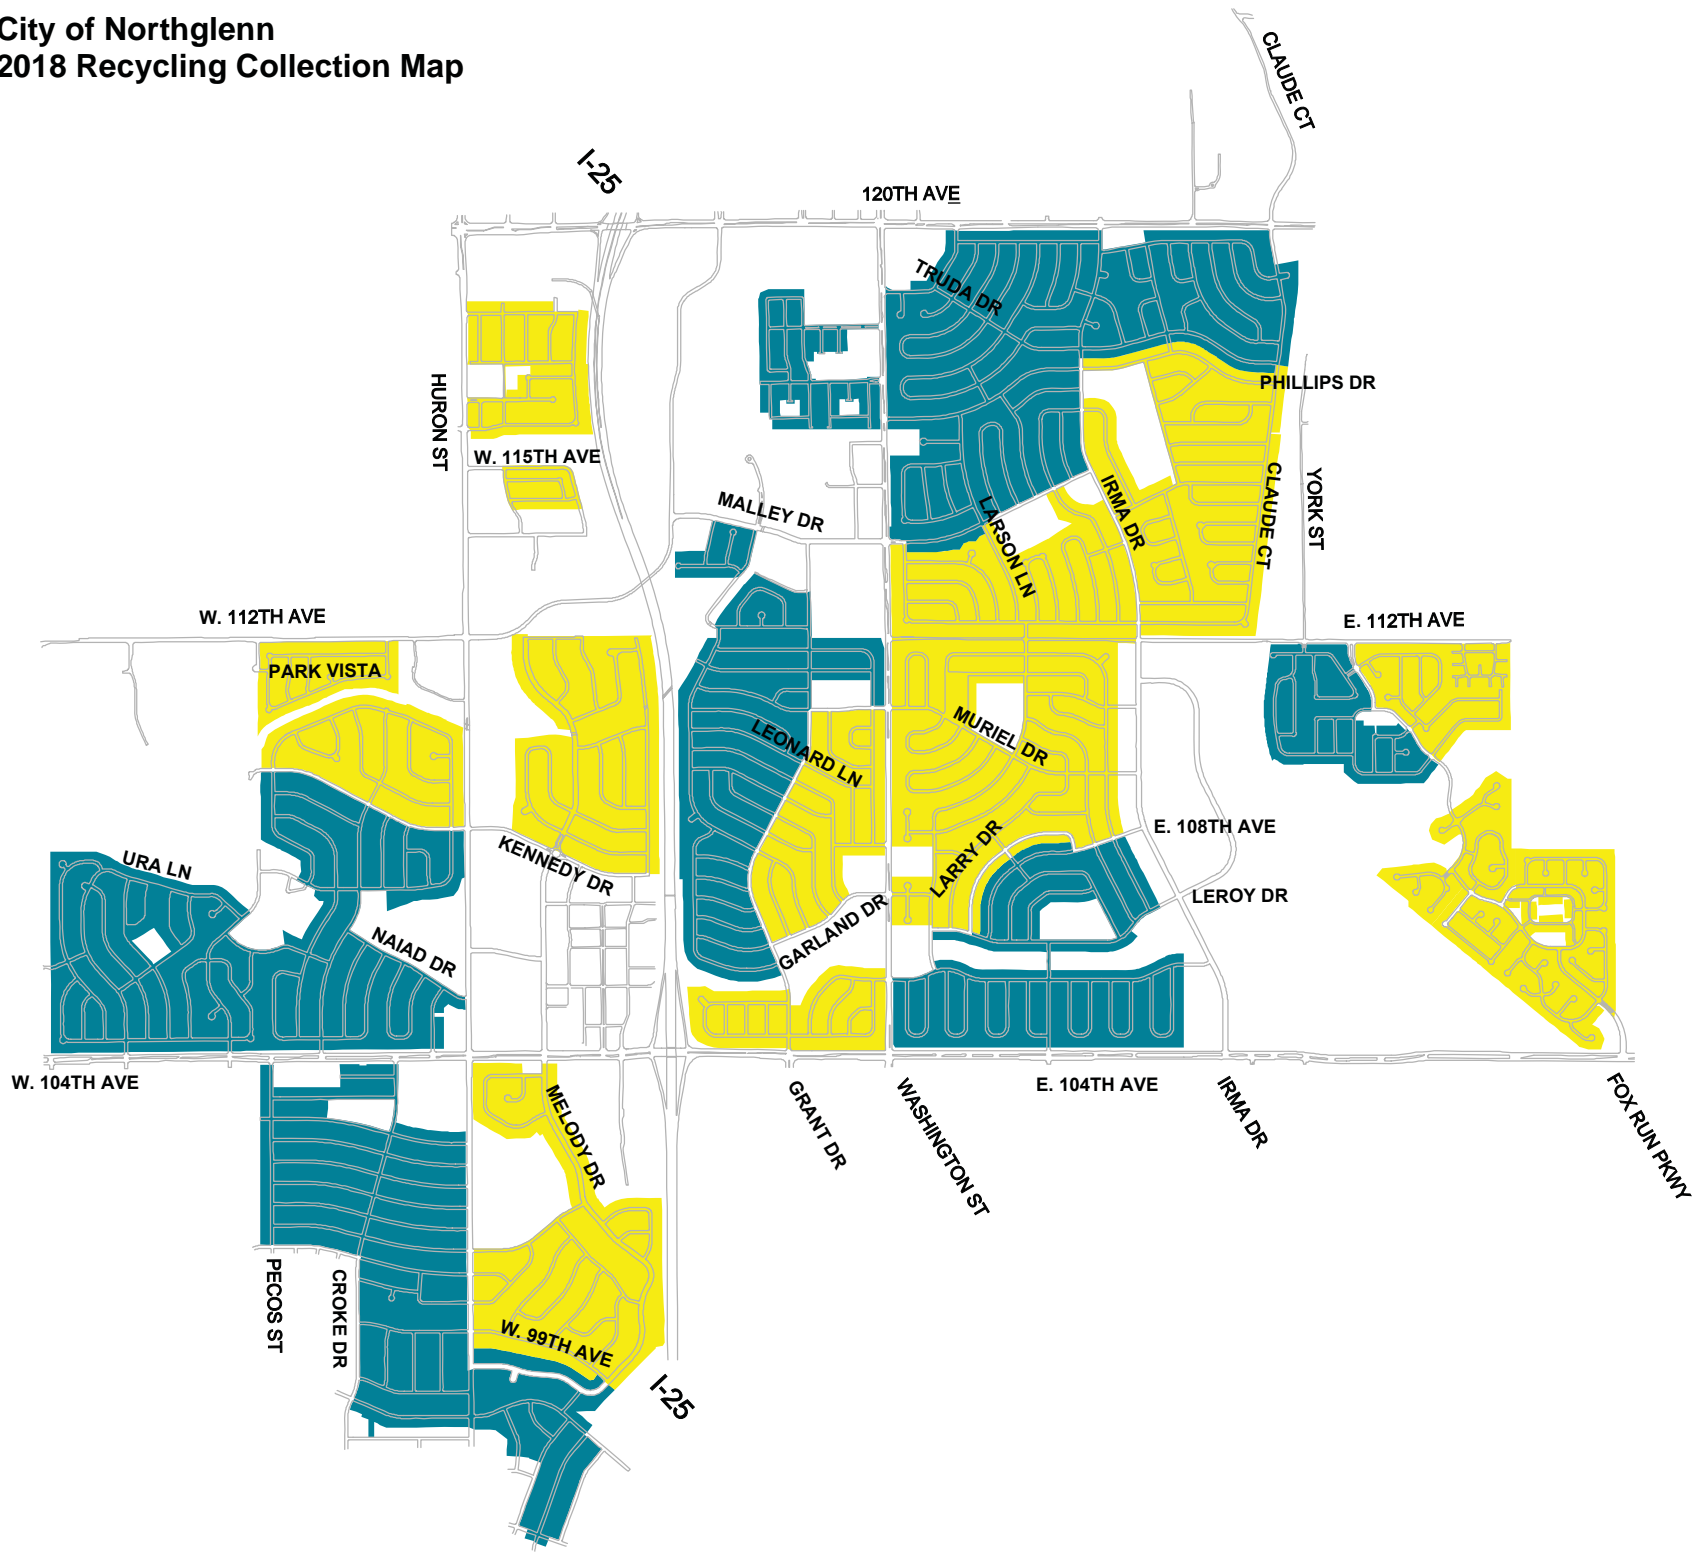 City of Northglenn
2018 Recycling Collection Map
CLAUDE CT
I-25
120TH AVE
TRUDA DR
PHILLIPS DR
HURON ST
W. 115TH AVE
MALLEY DR
LARSON LN
IRMA DR
CLAUDE CT
YORK ST
W. 112TH AVE
E. 112TH AVE
PARK VISTA
LEONARD LN
MURIEL DR
E. 108TH AVE
KENNEDY DR
LARRY DR
URA LN
LEROY DR
NAIAD DR
GARLAND DR
W. 104TH AVE
E. 104TH AVE
MELODY DR
GRANT DR
WASHINGTON ST
IRMA DR
FOX RUN PKWY
PECOS ST
CROKE DR
W. 99TH AVE
I-25